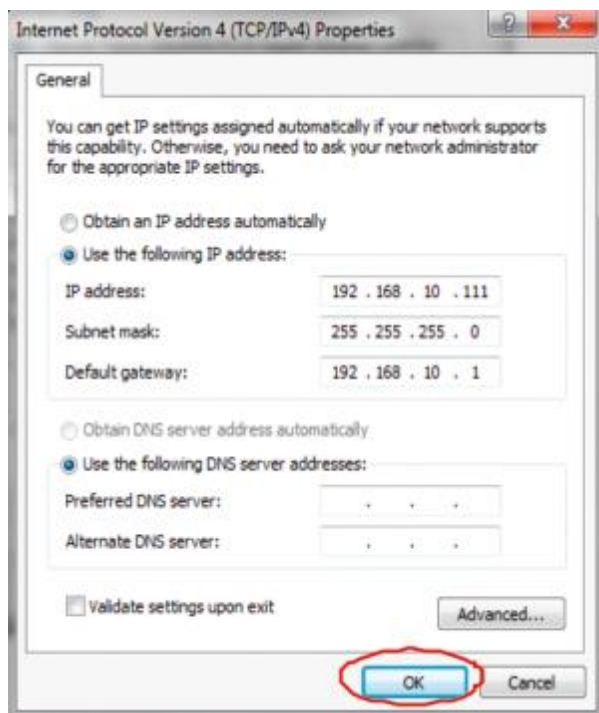 Internet Protocol Version 4 (TCP/IPv4) Properties
General
You can get IP settings assigned automatically if your network supports
this capability. Otherwise, you need to ask your network administrator
for the appropriate IP settings.
Obtain an IP address automatically
Use the following IP address:
IP address: 192 . 168 . 10 . 111
Subnet mask: 255 . 255 . 255 . 0
Default gateway: 192 . 168 . 10 . 1
Obtain DNS server address automatically
Use the following DNS server addresses:
Preferred DNS server: . . .
Alternate DNS server: . . .
Validate settings upon exit
Advanced...
OK Cancel